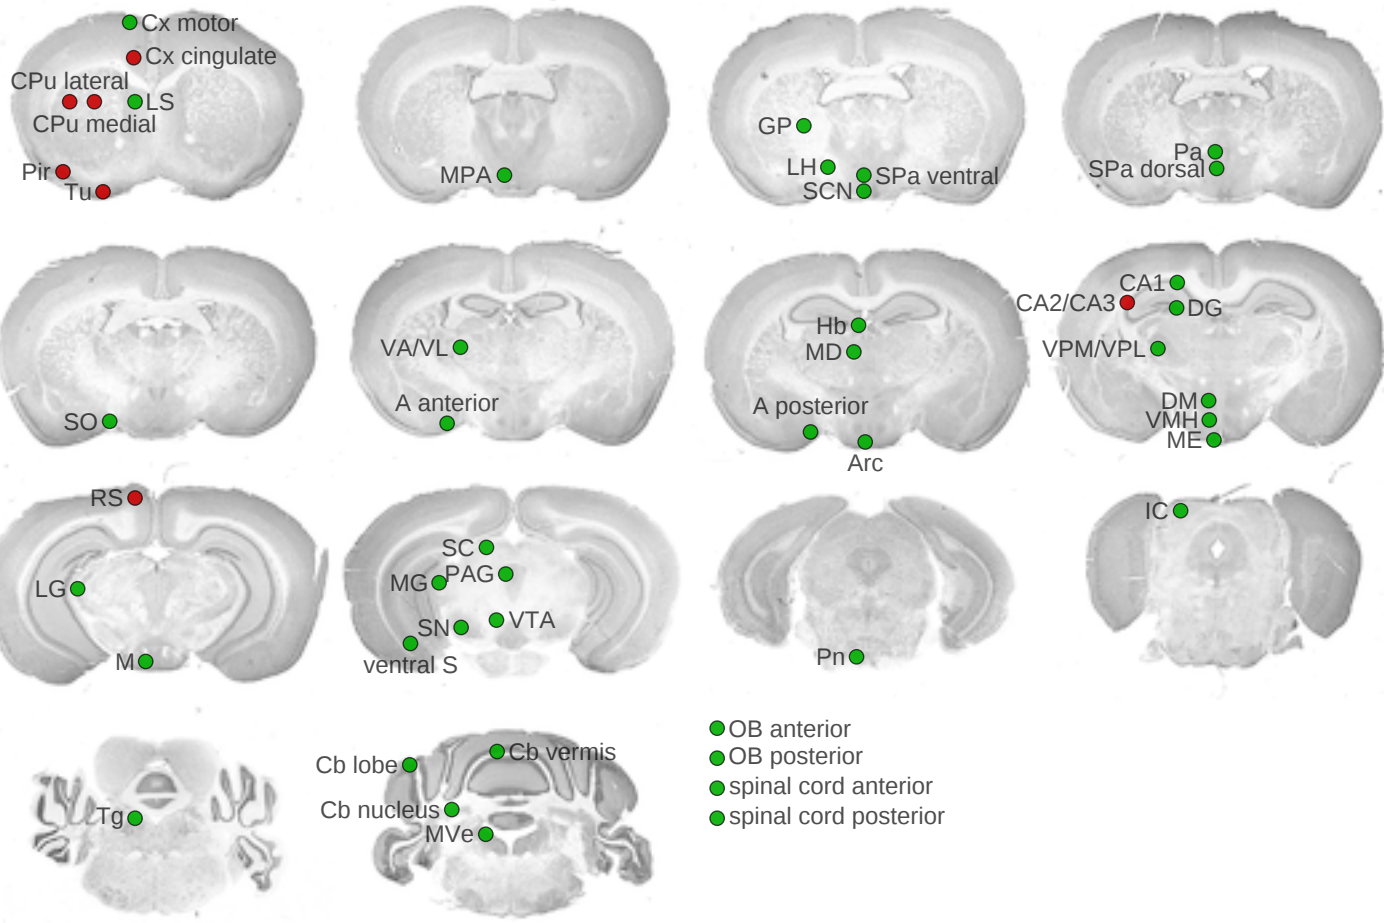 Cx motor
Cx cingulate
CPu lateral
LS
CPu medial
Pir
Tu
MPA
GP
LH
SPa ventral
SCN
Pa
SPa dorsal
SO
VA/VL
A anterior
Hb
MD
A posterior
Arc
CA1
CA2/CA3
DG
VPM/VPL
DM
VMH
ME
RS
LG
M
SC
MG
PAG
SN
VTA
ventral S
Pn
IC
Tg
Cb lobe
Cb vermis
Cb nucleus
MVe
OB anterior
OB posterior
spinal cord anterior
spinal cord posterior